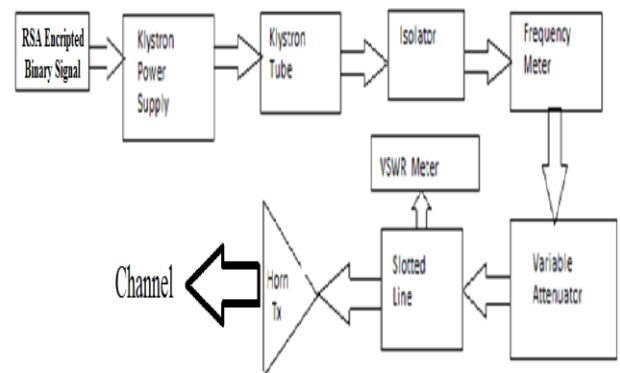 RSA Encripted
Binary Signal
Klystron
Power
Supply
Klystron
Tube
Isolator
Frequency
Meter
VSWR Meter
Channel
Horn
Tx
Slotted
Line
Variable
Attenuator